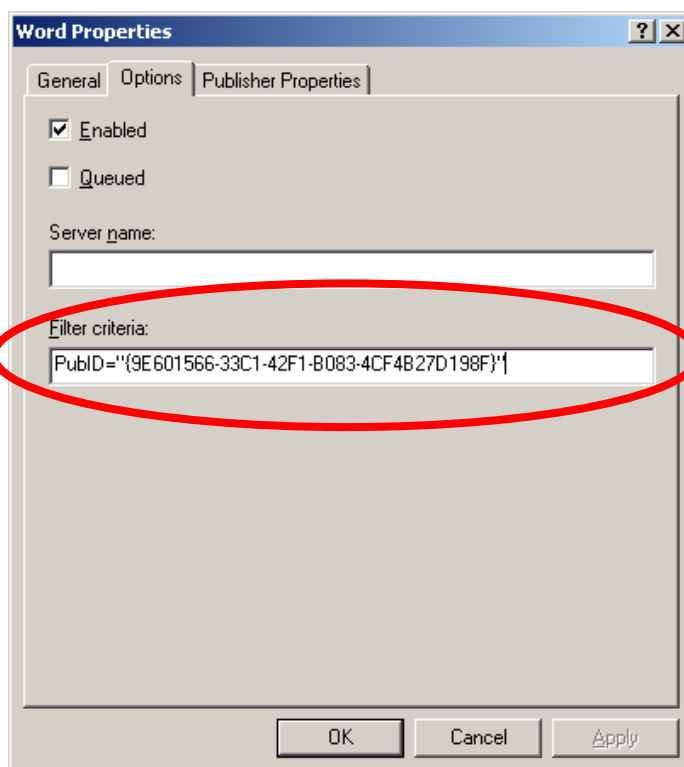 Word Properties
General Options Publisher Properties
Enabled
Queued
Server name:
Filter criteria:
PubID="{9E601566-33C1-42F1-B083-4CF4B27D198F}"
OK Cancel Apply